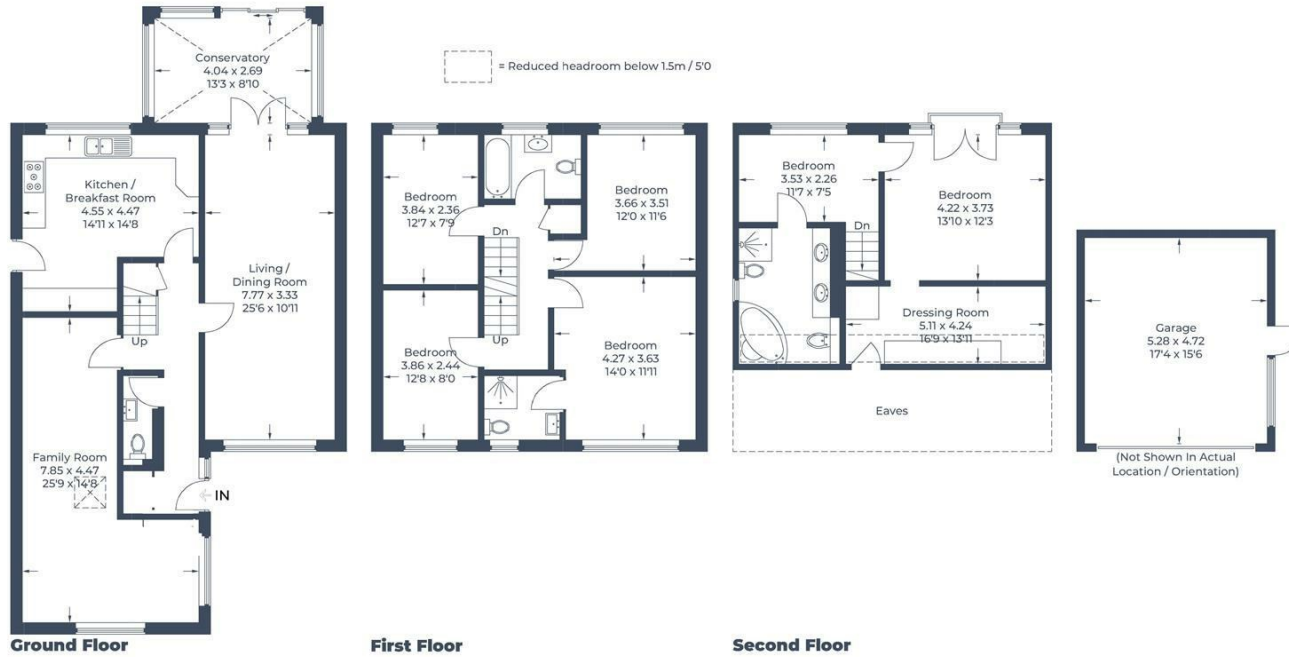 Conservatory
4.04 x 2.69
13'3 x 8'10
= Reduced headroom below 1.5m / 5'0
Kitchen /
Breakfast Room
4.55 x 4.47
14'11 x 14'8
Living /
Dining Room
7.77 x 3.33
25'6 x 10'11
Up
Family Room
7.85 x 4.47
25'9 x 14'8
IN
Ground Floor
Bedroom
3.84 x 2.36
12'7 x 7'9
Bedroom
3.66 x 3.51
12'0 x 11'6
Dn
Up
Bedroom
3.86 x 2.44
12'8 x 8'0
Bedroom
4.27 x 3.63
14'0 x 11'11
First Floor
Bedroom
3.53 x 2.26
11'7 x 7'5
Bedroom
4.22 x 3.73
13'10 x 12'3
Dn
Dressing Room
5.11 x 4.24
16'9 x 13'11
Eaves
Second Floor
Garage
5.28 x 4.72
17'4 x 15'6
(Not Shown In Actual
Location / Orientation)